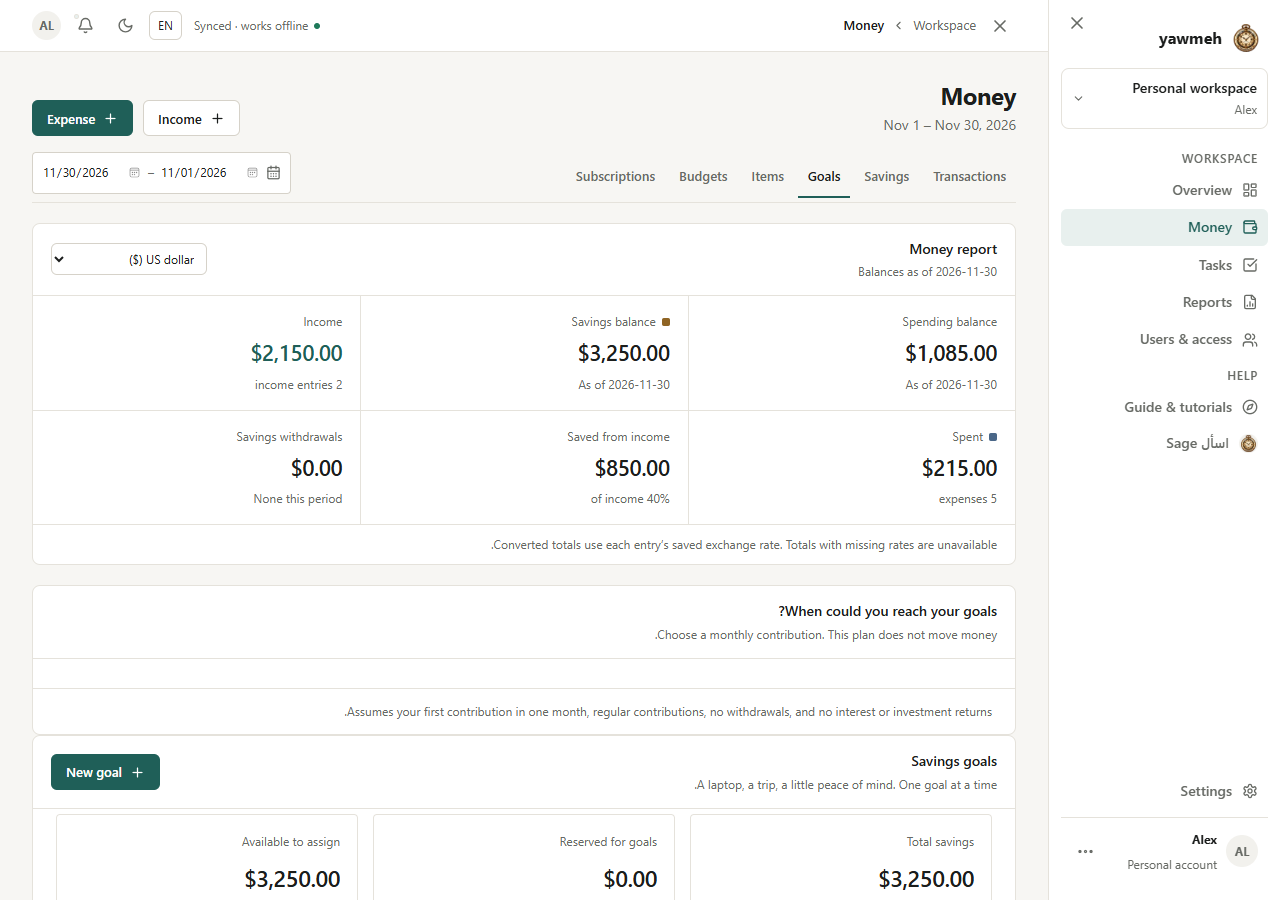 AL
EN
Synced · works offline
Money
Workspace
yawmeh
Personal workspace
Alex
WORKSPACE
Overview
Money
Tasks
Reports
Users & access
HELP
Guide & tutorials
اسأل Sage
Settings
Alex
Personal account
AL
Money
Nov 1 – Nov 30, 2026
Expense
Income
11/30/2026 – 11/01/2026
Subscriptions
Budgets
Items
Goals
Savings
Transactions
Money report
Balances as of 2026-11-30
($) US dollar
Income
$2,150.00
income entries 2
Savings balance
$3,250.00
As of 2026-11-30
Spending balance
$1,085.00
As of 2026-11-30
Savings withdrawals
$0.00
None this period
Saved from income
$850.00
of income 40%
Spent
$215.00
expenses 5
.Converted totals use each entry’s saved exchange rate. Totals with missing rates are unavailable
?When could you reach your goals
.Choose a monthly contribution. This plan does not move money
.Assumes your first contribution in one month, regular contributions, no withdrawals, and no interest or investment returns
New goal
Savings goals
.A laptop, a trip, a little peace of mind. One goal at a time
Available to assign
$3,250.00
Reserved for goals
$0.00
Total savings
$3,250.00